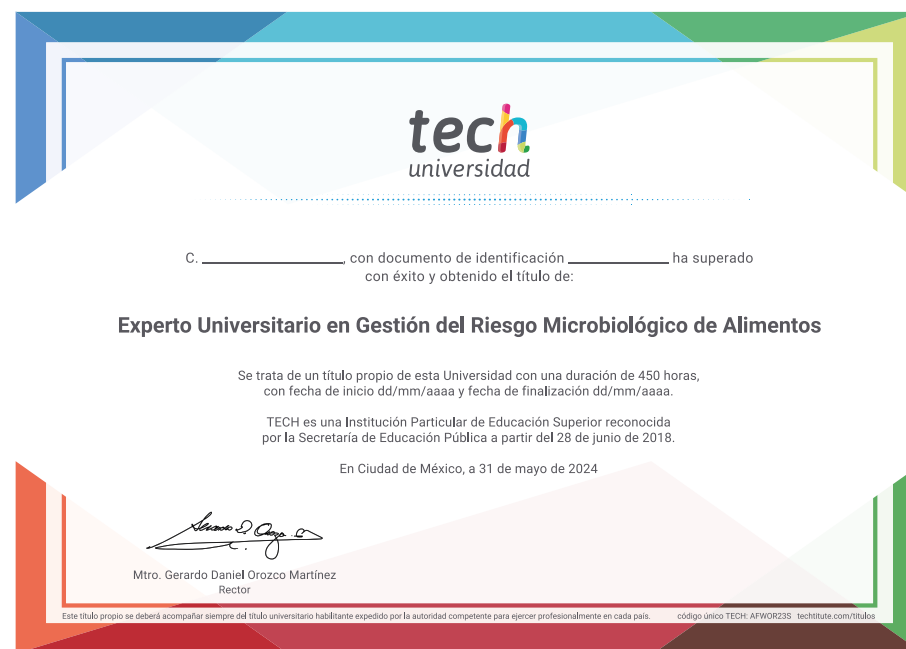 tech
universidad
C. ____________, con documento de identificación ____________ ha superado
con éxito y obtenido el título de:
Experto Universitario en Gestión del Riesgo Microbiológico de Alimentos
Se trata de un título propio de esta Universidad con una duración de 450 horas,
con fecha de inicio dd/mm/aaaa y fecha de finalización dd/mm/aaaa.
TECH es una Institución Particular de Educación Superior reconocida
por la Secretaría de Educación Pública a partir del 28 de junio de 2018.
En Ciudad de México, a 31 de mayo de 2024
Mtro. Gerardo Daniel Orozco Martínez
Rector
Este título propio se deberá acompañar siempre del título universitario habilitante expedido por la autoridad competente para ejercer profesionalmente en cada país. código único TECH: AFWOR23S techtitute.com/titulos